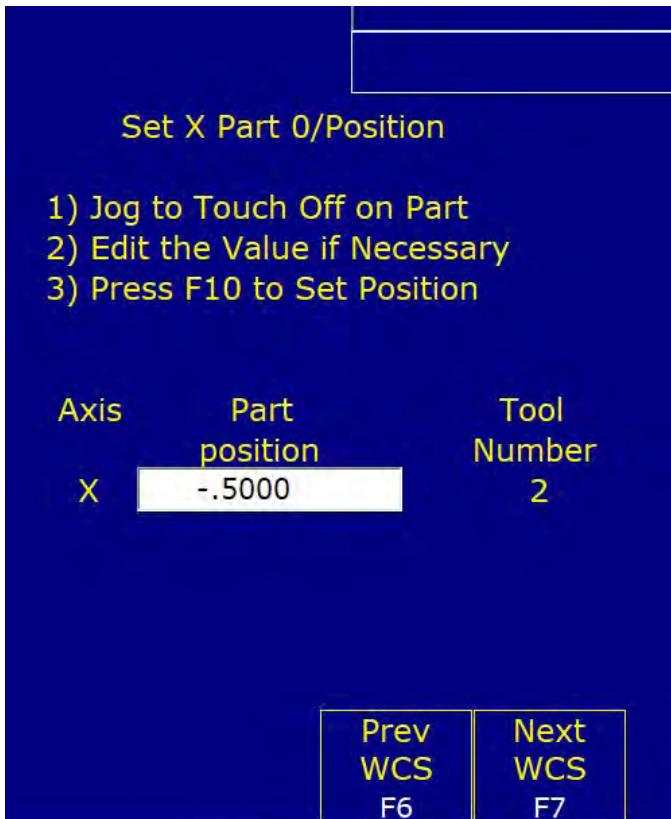 Set X Part 0/Position
1) Jog to Touch Off on Part
2) Edit the Value if Necessary
3) Press F10 to Set Position
Axis Part Tool
position Number
X -.5000 2
Prev Next
WCS WCS
F6 F7